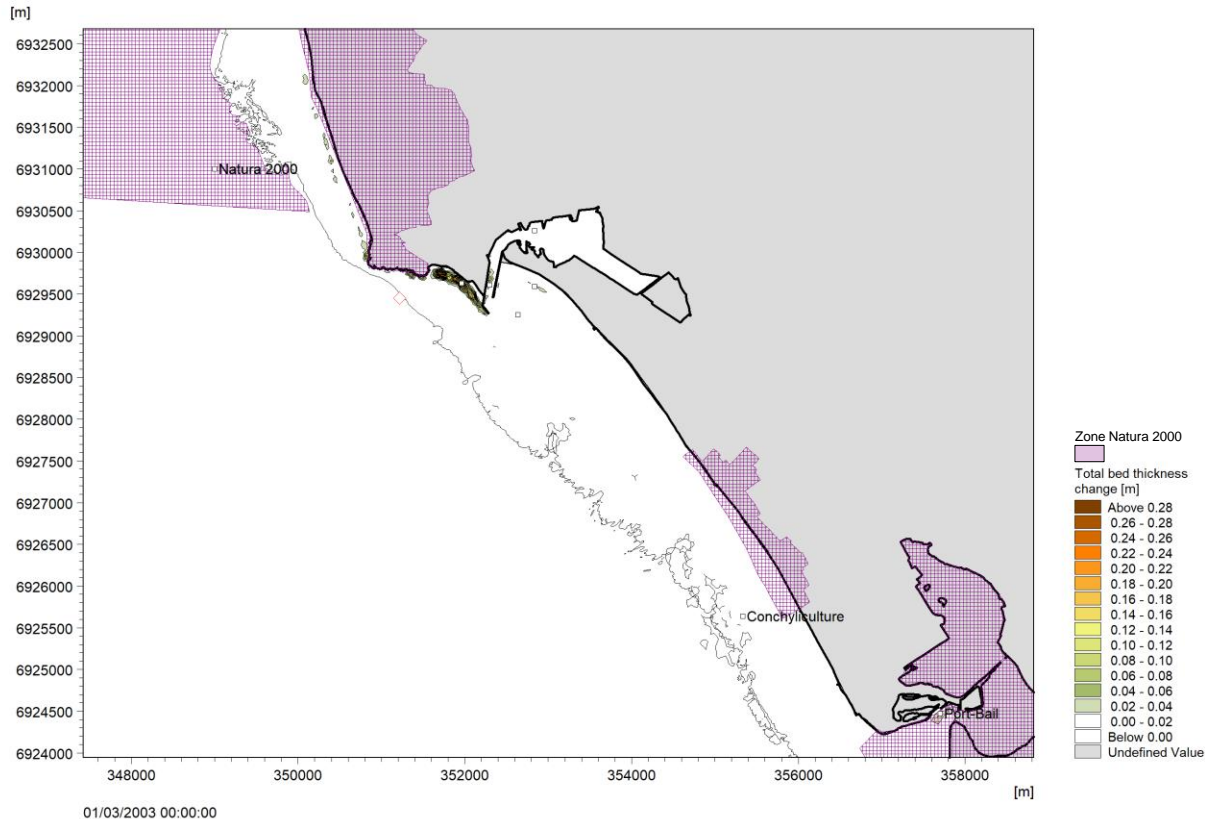 [m]
6932500
6932000
6931500
6931000
6930500
6930000
6929500
6929000
6928500
6928000
6927500
6927000
6926500
6926000
6925500
6925000
6924500
6924000
Natura 2000
Conchyliculture
Port-Bail
348000
350000
352000
354000
356000
358000
[m]
01/03/2003 00:00:00
Zone Natura 2000
Total bed thickness
change [m]
Above 0.28
0.26 - 0.28
0.24 - 0.26
0.22 - 0.24
0.20 - 0.22
0.18 - 0.20
0.16 - 0.18
0.14 - 0.16
0.12 - 0.14
0.10 - 0.12
0.08 - 0.10
0.06 - 0.08
0.04 - 0.06
0.02 - 0.04
0.00 - 0.02
Below 0.00
Undefined Value